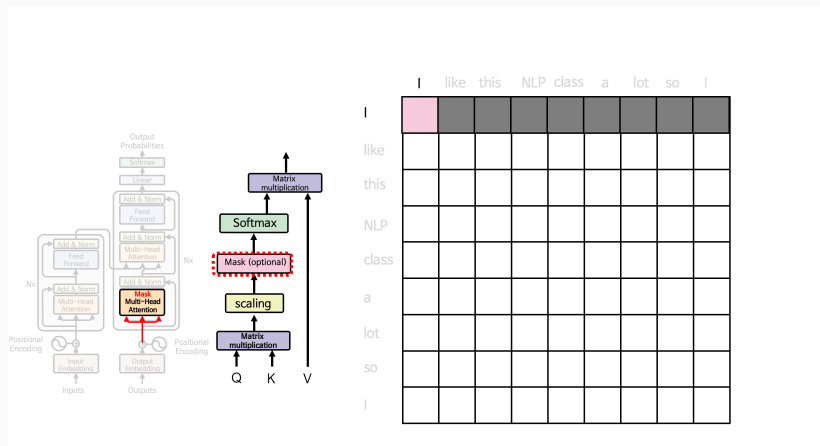 Output
Probabilities
Softmax
Linear
Add & Norm
Feed
Forward
Add & Norm
Multi-Head
Attention
Nx
Add & Norm
Mask
Multi-Head
Attention
Add & Norm
Feed
Forward
Nx
Add & Norm
Multi-Head
Attention
Positional
Encoding
Positional
Encoding
Input
Embedding
Output
Embedding
Inputs
Outputs
Matrix
multiplication
Softmax
Mask (optional)
scaling
Matrix
multiplication
Q K V
I like this NLP class a lot so I
I
like
this
NLP
class
a
lot
so
I